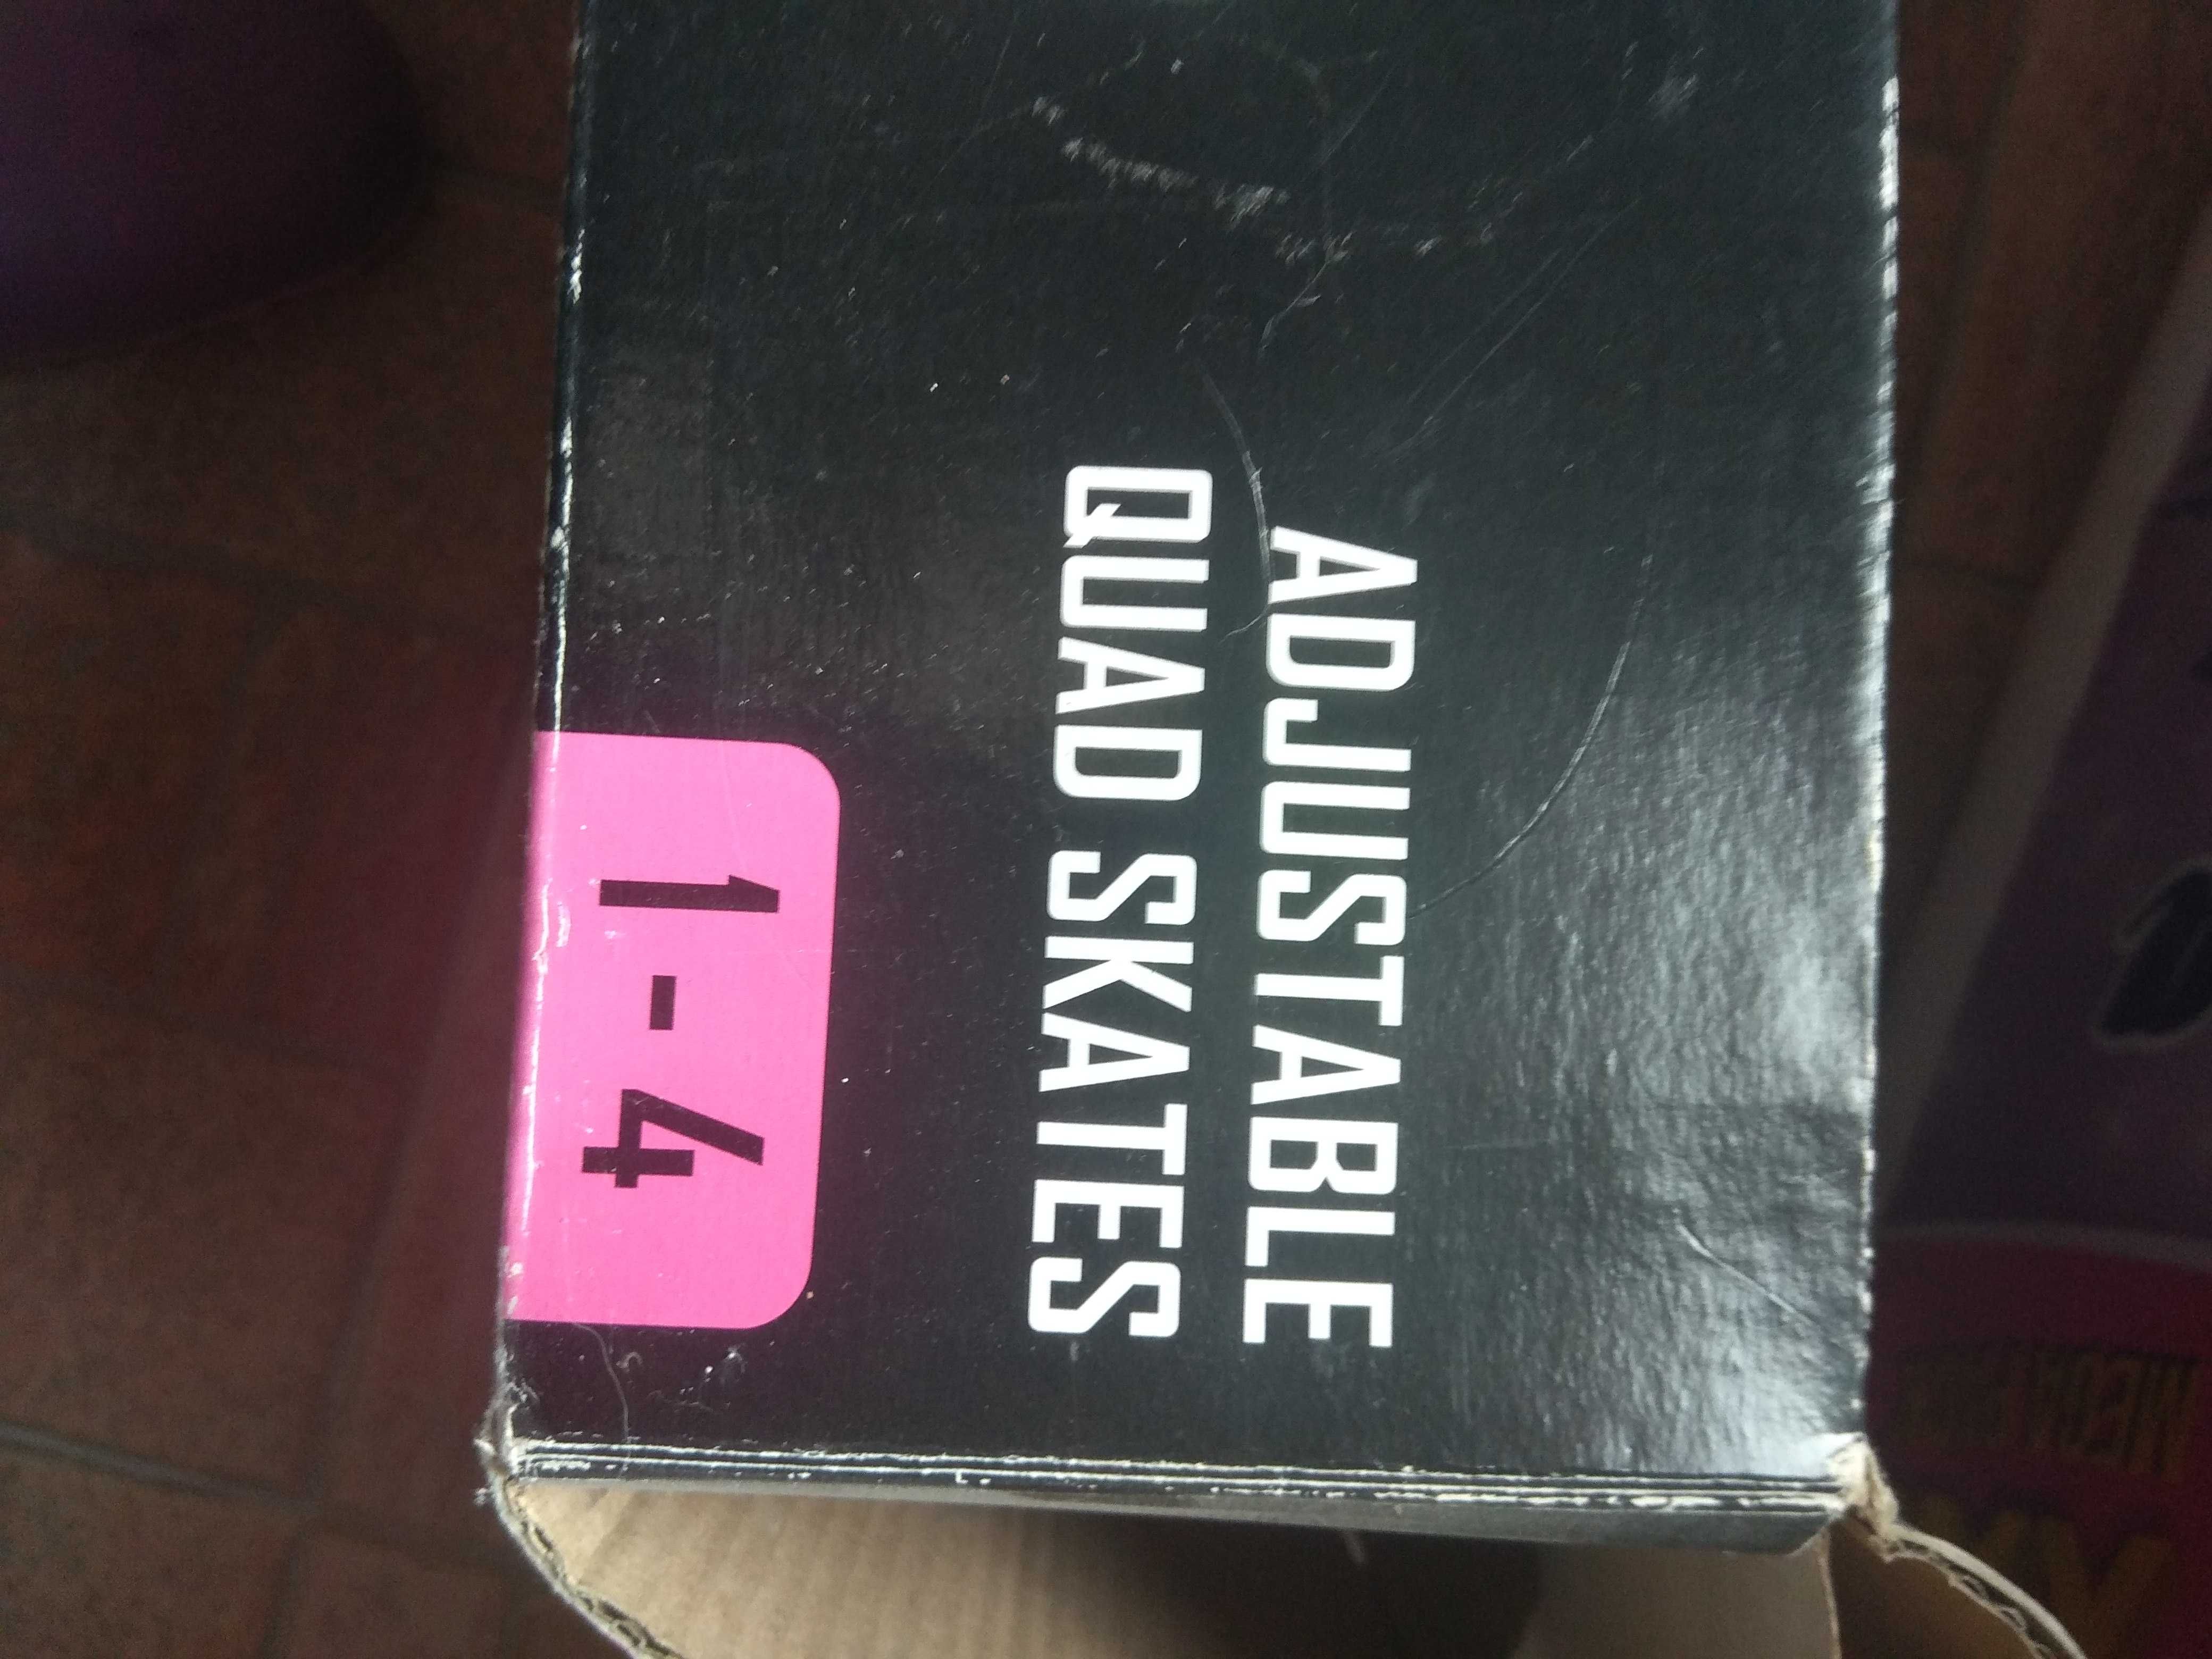 ADJUSTABLE
QUAD SKATES
1-4